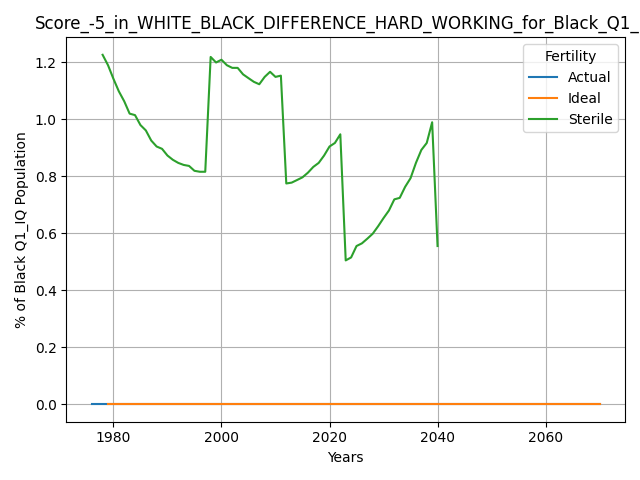 Score_-5_in_WHITE_BLACK_DIFFERENCE_HARD_WORKING_for_Black_Q1_
Fertility
Actual
Ideal
Sterile
% of Black Q1_IQ Population
1.2
1.0
0.8
0.6
0.4
0.2
0.0
1980 2000 2020 2040 2060
Years